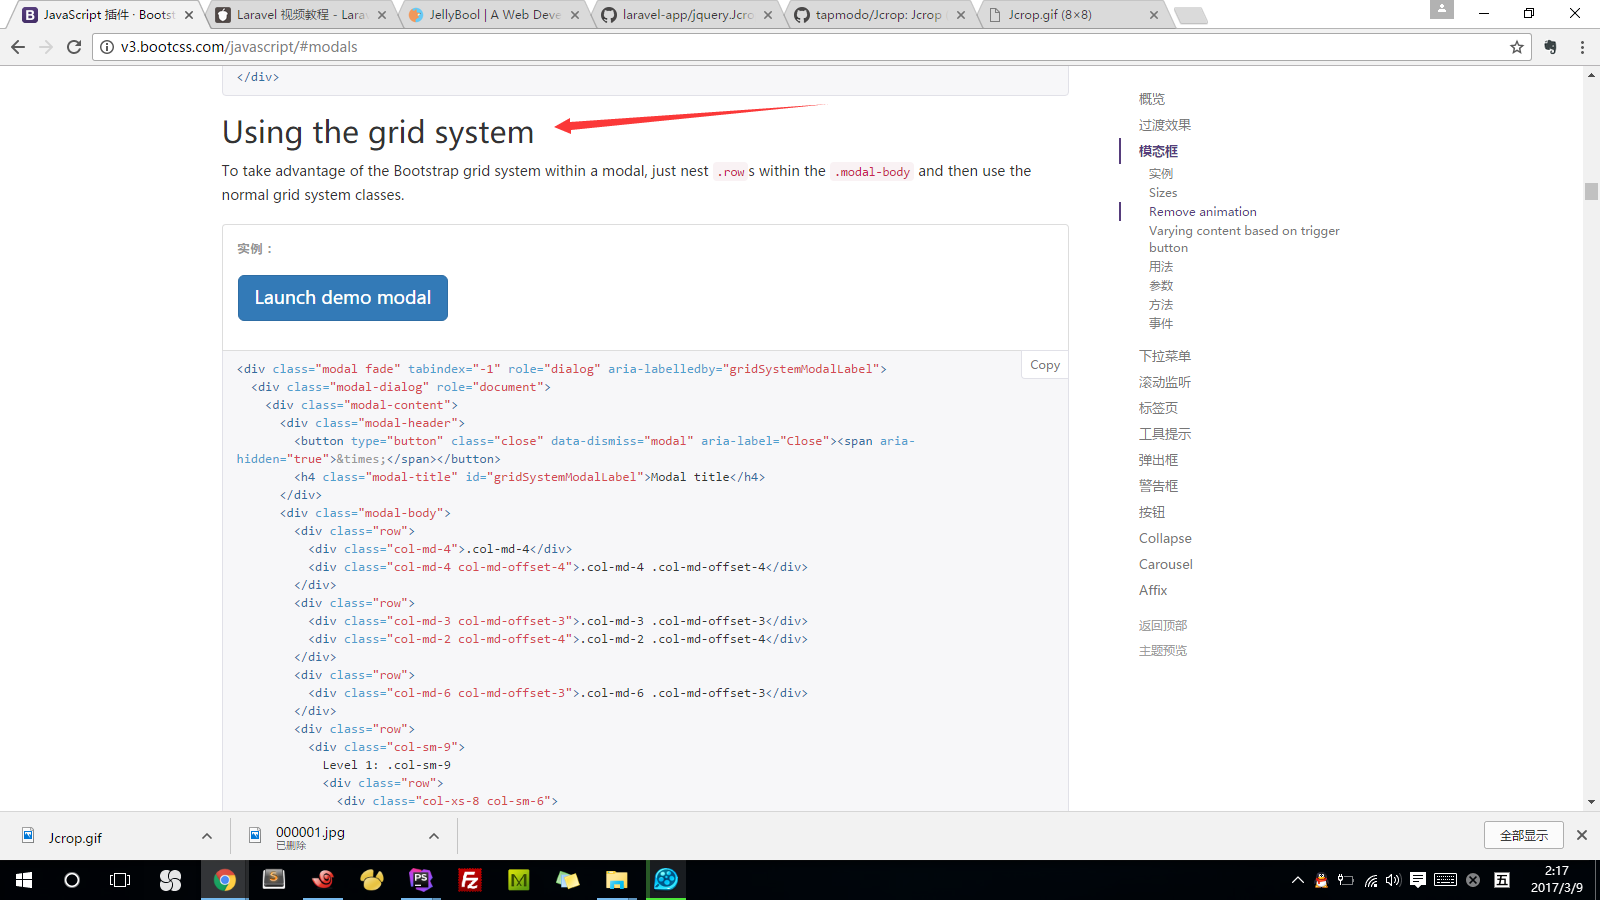 JavaScript 插件 · Bootst
Laravel 视频教程 - Larav
JellyBool | A Web Deve
laravel-app/jquery.Jcro
tapmodo/Jcrop: Jcrop
Jcrop.gif (8×8)
v3.bootcss.com/javascript/#modals
</div>
Using the grid system
To take advantage of the Bootstrap grid system within a modal, just nest .row s within the .modal-body and then use the
normal grid system classes.
实例：
Launch demo modal
Copy
<div class="modal fade" tabindex="-1" role="dialog" aria-labelledby="gridSystemModalLabel">
  <div class="modal-dialog" role="document">
    <div class="modal-content">
      <div class="modal-header">
        <button type="button" class="close" data-dismiss="modal" aria-label="Close"><span aria-
hidden="true">&times;</span></button>
        <h4 class="modal-title" id="gridSystemModalLabel">Modal title</h4>
      </div>
      <div class="modal-body">
        <div class="row">
          <div class="col-md-4">.col-md-4</div>
          <div class="col-md-4 col-md-offset-4">.col-md-4 .col-md-offset-4</div>
        </div>
        <div class="row">
          <div class="col-md-3 col-md-offset-3">.col-md-3 .col-md-offset-3</div>
          <div class="col-md-2 col-md-offset-4">.col-md-2 .col-md-offset-4</div>
        </div>
        <div class="row">
          <div class="col-md-6 col-md-offset-3">.col-md-6 .col-md-offset-3</div>
        </div>
        <div class="row">
          <div class="col-sm-9">
            Level 1: .col-sm-9
            <div class="row">
              <div class="col-xs-8 col-sm-6">
概览
过渡效果
模态框
实例
Sizes
Remove animation
Varying content based on trigger
button
用法
参数
方法
事件
下拉菜单
滚动监听
标签页
工具提示
弹出框
警告框
按钮
Collapse
Carousel
Affix
返回顶部
主题预览
Jcrop.gif
000001.jpg
已删除
全部显示
S
PS
FZ
M
五
2:17
2017/3/9